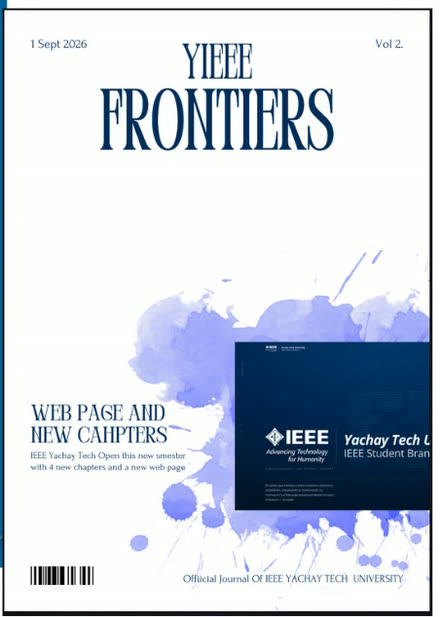 1 Sept 2026
Vol 2.
YIEEE
FRONTIERS
IEEE
Advancing Technology
for Humanity
Yachay Tech U
IEEE Student Bran
WEB PAGE AND
NEW CAHPTERS
IEEE Yachay Tech Open this new smester
with 4 new chapters and a new web page
Official Journal Of IEEE YACHAY TECH UNIVERSITY